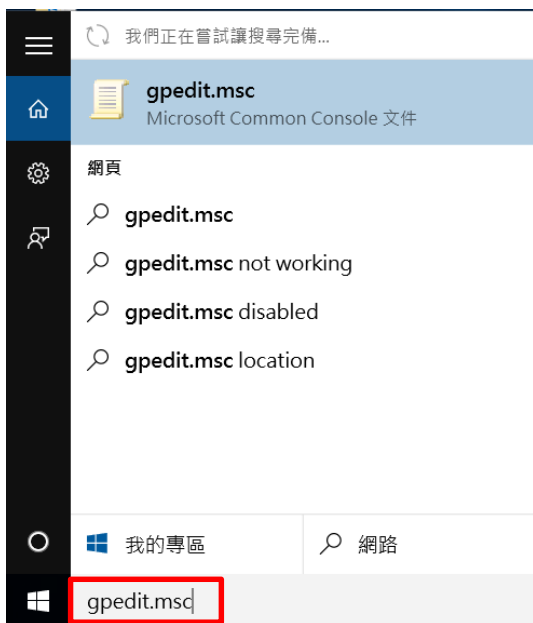 我們正在嘗試讓搜尋完備...
gpedit.msc
Microsoft Common Console 文件
網頁
gpedit.msc
gpedit.msc not working
gpedit.msc disabled
gpedit.msc location
我的專區
網路
gpedit.msc